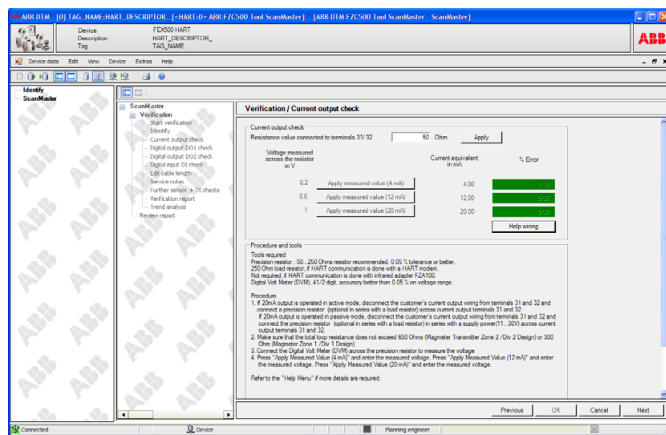 ABB DTM - [0] TAG_NAME:HART_DESCRIPTOR_ [<HART:0> ABB FZC500 Tool ScanMaster] - [ABB DTM FZC500 Tool ScanMaster - ScanMaster]
Device FEX500 HART
Description HART_DESCRIPTOR_
Tag TAG_NAME
ABB
Device data Edit View Device Extras Help
Identify
ScanMaster
ScanMaster
Verification
Start verification
Identify
Current output check
Digital output DO1 check
Digital output DO2 check
Digital input DI check
Edit cable length
Service notes
Further sensor + TX checks
Verification report
Trend analysis
Review report
Verification / Current output check
Current output check
Resistance value connected to terminals 31/ 32 50 Ohm Apply
Voltage measured across the resistor in V
Current equivalent in mA
% Error
0.2 Apply measured value (4 mA) 4.00
0.6 Apply measured value (12 mA) 12.00
1 Apply measured value (20 mA) 20.00
Help wiring
Procedure and tools
Tools required
Precision resistor : 50...250 Ohms resistor recommended, 0.05 % tolerance or better.
250 Ohm load resistor, if HART communication is done with a HART modem.
Not required, if HART communication is done with infrared adapter FZA100.
Digital Volt Meter (DVM), 4 1/2 digit, accuracy better than 0.05 % on voltage range.
Procedure
1. If 20mA output is operated in active mode, disconnect the customer's current output wiring from terminals 31 and 32 and
connect a precision resistor (optional in series with a load resistor) across current output terminals 31 and 32.
If 20mA output is operated in passive mode, disconnect the customer's current output wiring from terminals 31 and 32 and
connect the precision resistor (optional in series with a load resistor) in series with a supply power(11...30V) across current
output terminals 31 and 32.
2. Make sure that the total loop resistance does not exceed 650 Ohms (Magmeter Transmitter Zone 2 /Div 2 Design) or 300
Ohm (Magmeter Zone 1 /Div 1 Design).
3. Connect the Digital Volt Meter (DVM) across the precision resistor to measure the voltage
4. Press "Apply Measured Value (4 mA)" and enter the measured voltage. Press "Apply Measured Value (12 mA)" and enter
the measured voltage. Press "Apply Measured Value (20 mA)" and enter the measured voltage.
Refer to the "Help Menu" if more details are required.
Previous OK Cancel Next
Connected Device Planning engineer